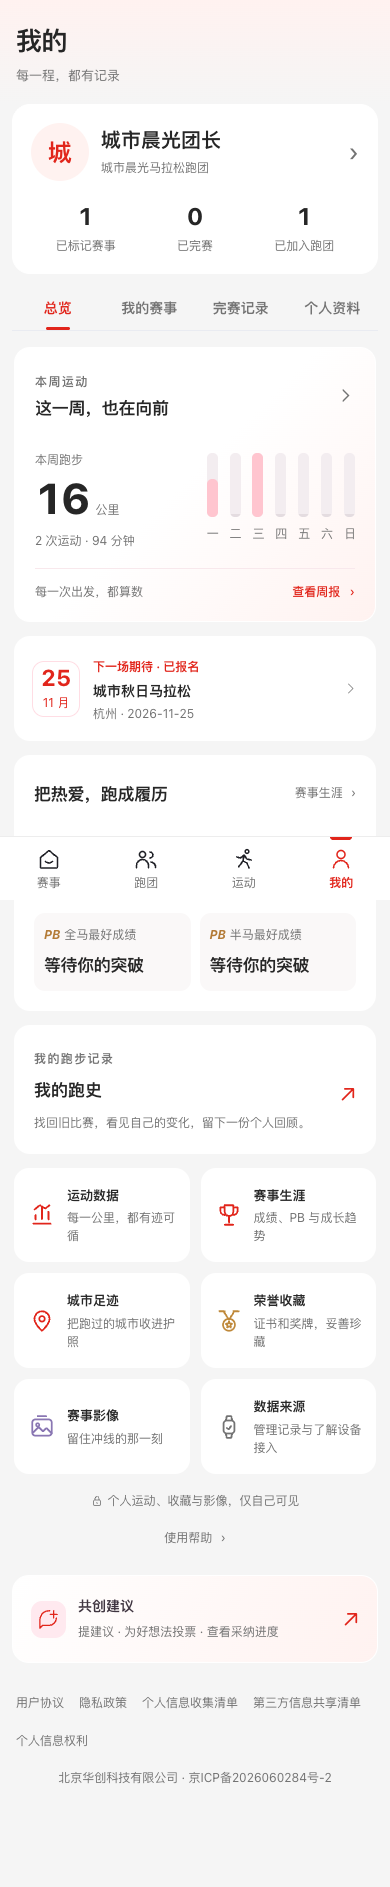 我的
每一程，都有记录
城
城市晨光团长
城市晨光马拉松跑团
›
1 0 1
已标记赛事 已完赛 已加入跑团
总览 我的赛事 完赛记录 个人资料
本周运动
这一周，也在向前
本周跑步
16 公里
2 次运动 · 94 分钟
一 二 三 四 五 六 日
每一次出发，都算数 查看周报 ›
25
11 月
下一场期待 · 已报名
城市秋日马拉松
杭州 · 2026-11-25
把热爱，跑成履历 赛事生涯 ›
赛事 跑团 运动 我的
PB 全马最好成绩
等待你的突破
PB 半马最好成绩
等待你的突破
我的跑步记录
我的跑史
找回旧比赛，看见自己的变化，留下一份个人回顾。
运动数据
每一公里，都有迹可
循
赛事生涯
成绩、PB 与成长趋
势
城市足迹
把跑过的城市收进护
照
荣誉收藏
证书和奖牌，妥善珍
藏
赛事影像
留住冲线的那一刻
数据来源
管理记录与了解设备
接入
个人运动、收藏与影像，仅自己可见
使用帮助 ›
共创建议
提建议 · 为好想法投票 · 查看采纳进度
用户协议 隐私政策 个人信息收集清单 第三方信息共享清单
个人信息权利
北京华创科技有限公司 · 京ICP备2026060284号-2